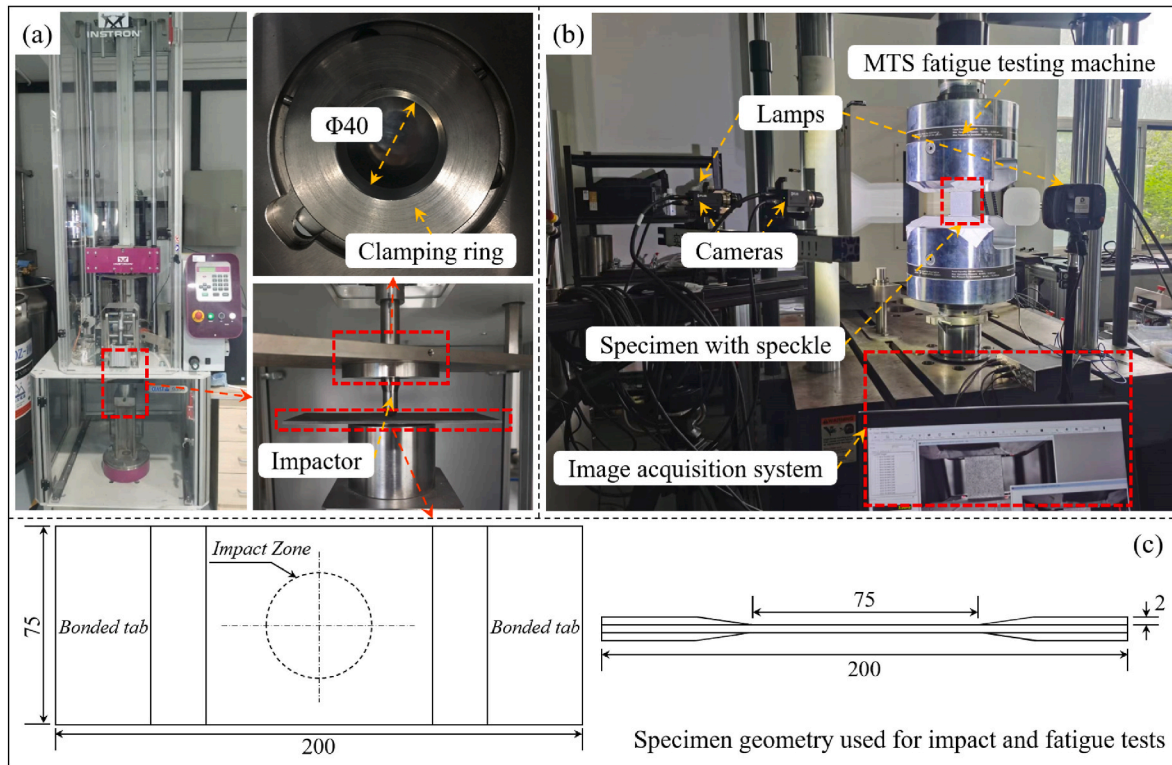 (a)
INSTRON
Φ40
Clamping ring
Impactor
(b)
MTS fatigue testing machine
Lamps
Cameras
Specimen with speckle
Image acquisition system
(c)
Impact Zone
Bonded tab
Bonded tab
75
200
75
2
200
Specimen geometry used for impact and fatigue tests